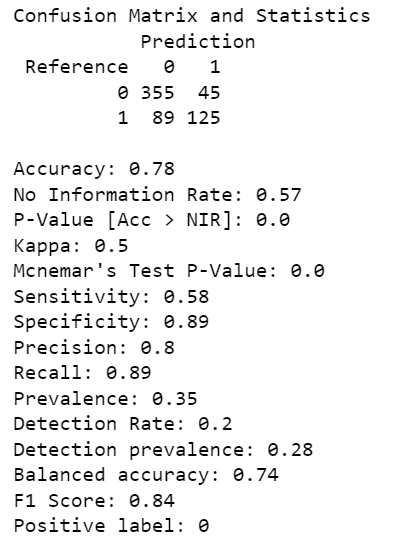 Confusion Matrix and Statistics
Prediction
Reference 0 1
0 355 45
1 89 125
Accuracy: 0.78
No Information Rate: 0.57
P-Value [Acc > NIR]: 0.0
Kappa: 0.5
Mcnemar's Test P-Value: 0.0
Sensitivity: 0.58
Specificity: 0.89
Precision: 0.8
Recall: 0.89
Prevalence: 0.35
Detection Rate: 0.2
Detection prevalence: 0.28
Balanced accuracy: 0.74
F1 Score: 0.84
Positive label: 0